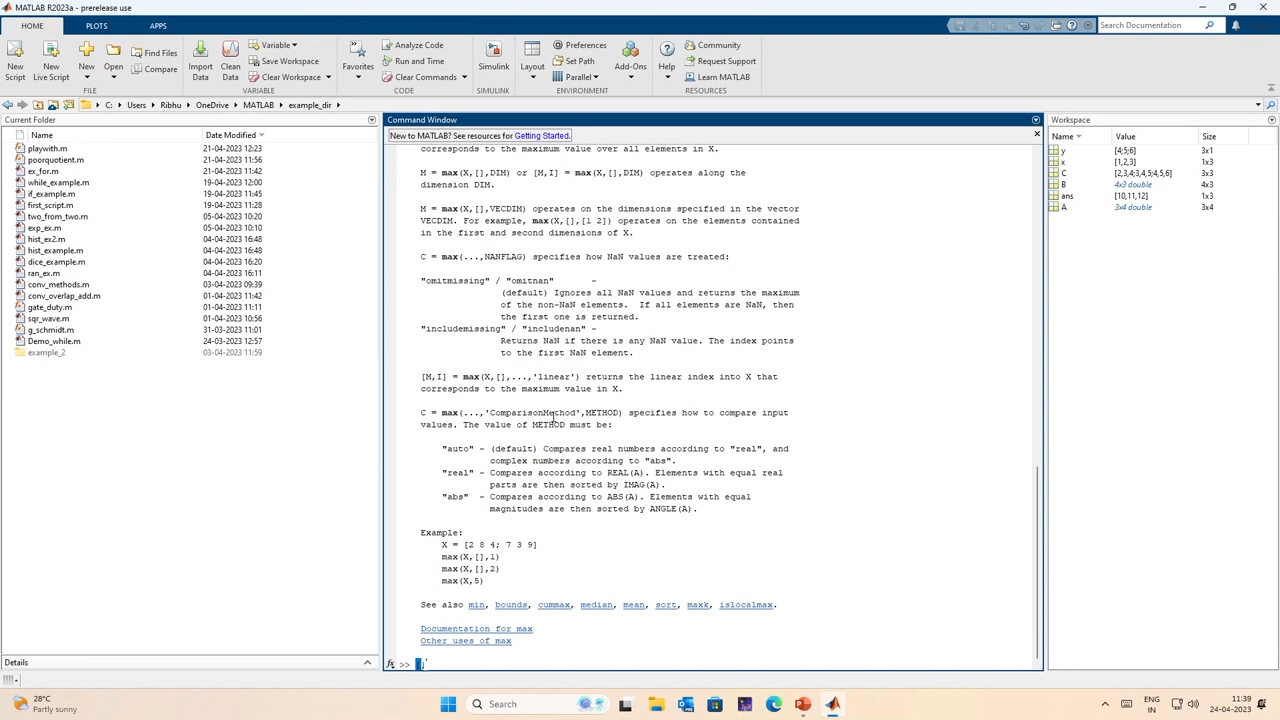 MATLAB R2023a - prerelease use
HOME PLOTS APPS
Search Documentation
New Script
New Live Script
New
Open
Find Files
Compare
Import Data
Clean Data
Variable
Save Workspace
Clear Workspace
Favorites
Analyze Code
Run and Time
Clear Commands
Simulink
Layout
Preferences
Set Path
Parallel
Add-Ons
Help
Community
Request Support
Learn MATLAB
FILE VARIABLE CODE SIMULINK ENVIRONMENT RESOURCES
C: Users Ribhu OneDrive MATLAB example_dir
Current Folder
Name Date Modified
playwith.m 21-04-2023 12:23
poorquotient.m 21-04-2023 11:56
ex_for.m 21-04-2023 11:42
while_example.m 19-04-2023 12:00
if_example.m 19-04-2023 11:45
first_script.m 19-04-2023 11:28
two_from_two.m 05-04-2023 10:20
exp_ex.m 05-04-2023 10:10
hist_ex2.m 04-04-2023 16:48
hist_example.m 04-04-2023 16:48
dice_example.m 04-04-2023 16:20
ran_ex.m 04-04-2023 16:11
conv_methods.m 03-04-2023 09:39
conv_overlap_add.m 01-04-2023 11:42
gate_duty.m 01-04-2023 11:11
sqr_wave.m 01-04-2023 10:56
g_schmidt.m 31-03-2023 11:01
Demo_while.m 24-03-2023 12:57
example_2 03-04-2023 11:59
Details
Command Window
New to MATLAB? See resources for Getting Started.
corresponds to the maximum value over all elements in X.
M = max(X,[],DIM) or [M,I] = max(X,[],DIM) operates along the
dimension DIM.
M = max(X,[],VECDIM) operates on the dimensions specified in the vector
VECDIM. For example, max(X,[],[1 2]) operates on the elements contained
in the first and second dimensions of X.
C = max(...,NANFLAG) specifies how NaN values are treated:
"omitmissing" / "omitnan" -
(default) Ignores all NaN values and returns the maximum
of the non-NaN elements. If all elements are NaN, then
the first one is returned.
"includemissing" / "includenan" -
Returns NaN if there is any NaN value. The index points
to the first NaN element.
[M,I] = max(X,[],...,'linear') returns the linear index into X that
corresponds to the maximum value in X.
C = max(...,'ComparisonMethod',METHOD) specifies how to compare input
values. The value of METHOD must be:
"auto" - (default) Compares real numbers according to "real", and
complex numbers according to "abs".
"real" - Compares according to REAL(A). Elements with equal real
parts are then sorted by IMAG(A).
"abs" - Compares according to ABS(A). Elements with equal
magnitudes are then sorted by ANGLE(A).
Example:
X = [2 8 4; 7 3 9]
max(X,[],1)
max(X,[],2)
max(X,5)
See also min, bounds, cummax, median, mean, sort, maxk, islocalmax.
Documentation for max
Other uses of max
fx >> []
Workspace
Name Value Size
y [4;5;6] 3x1
x [1,2,3] 1x3
C [2,3,4;3,4,5;4,5,6] 3x3
B 4x3 double 4x3
ans [10,11,12] 1x3
A 3x4 double 3x4
28°C
Partly sunny
Search
ENG
IN
11:39
24-04-2023